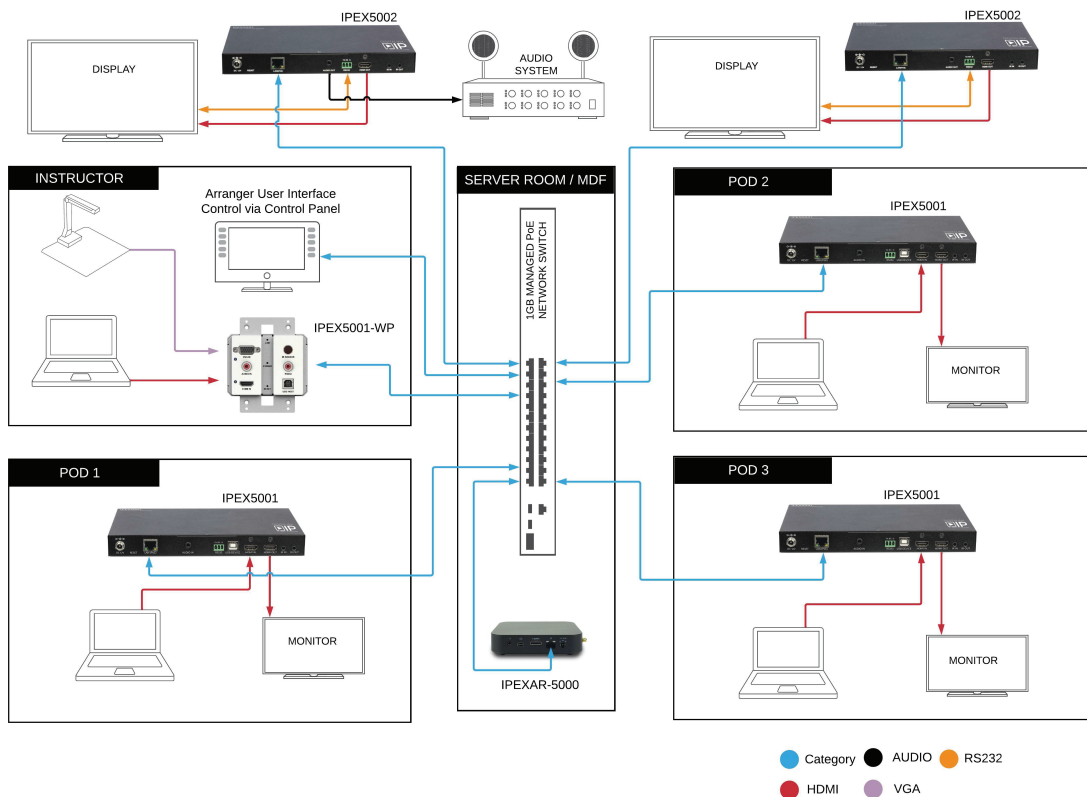 IPEX5002
DISPLAY
AUDIO
SYSTEM
IPEX5002
DISPLAY
INSTRUCTOR
Arranger User Interface
Control via Control Panel
IPEX5001-WP
SERVER ROOM / MDF
1GB MANAGED PoE
NETWORK SWITCH
IPEXAR-5000
POD 2
IPEX5001
MONITOR
POD 1
IPEX5001
MONITOR
POD 3
IPEX5001
MONITOR
Category
AUDIO
RS232
HDMI
VGA